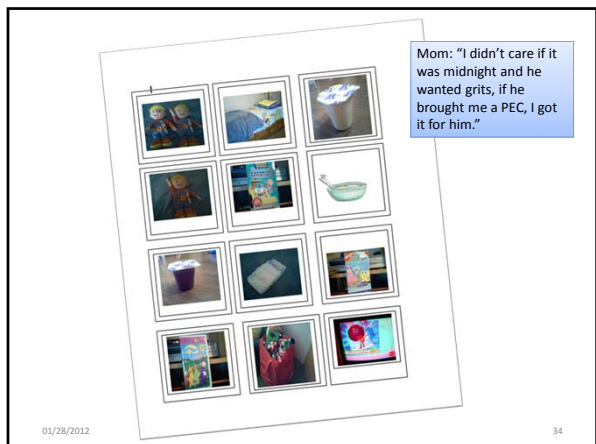 Mom: “I didn’t care if it
was midnight and he
wanted grits, if he
brought me a PEC, I got
it for him.”
01/28/2012
34